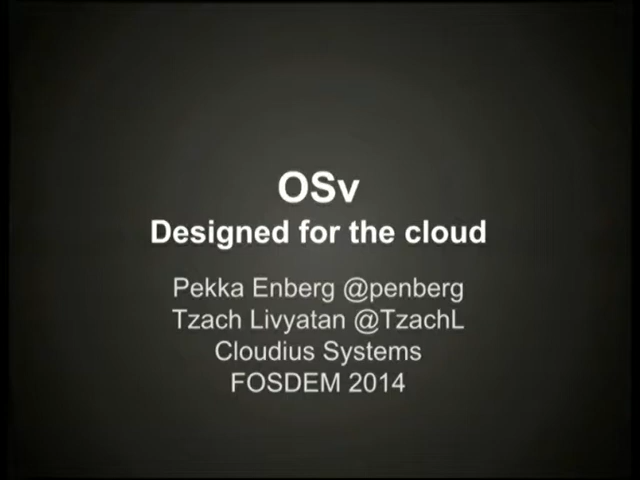 OSv
Designed for the cloud
Pekka Enberg @penberg
Tzach Livyatan @TzachL
Cloudius Systems
FOSDEM 2014